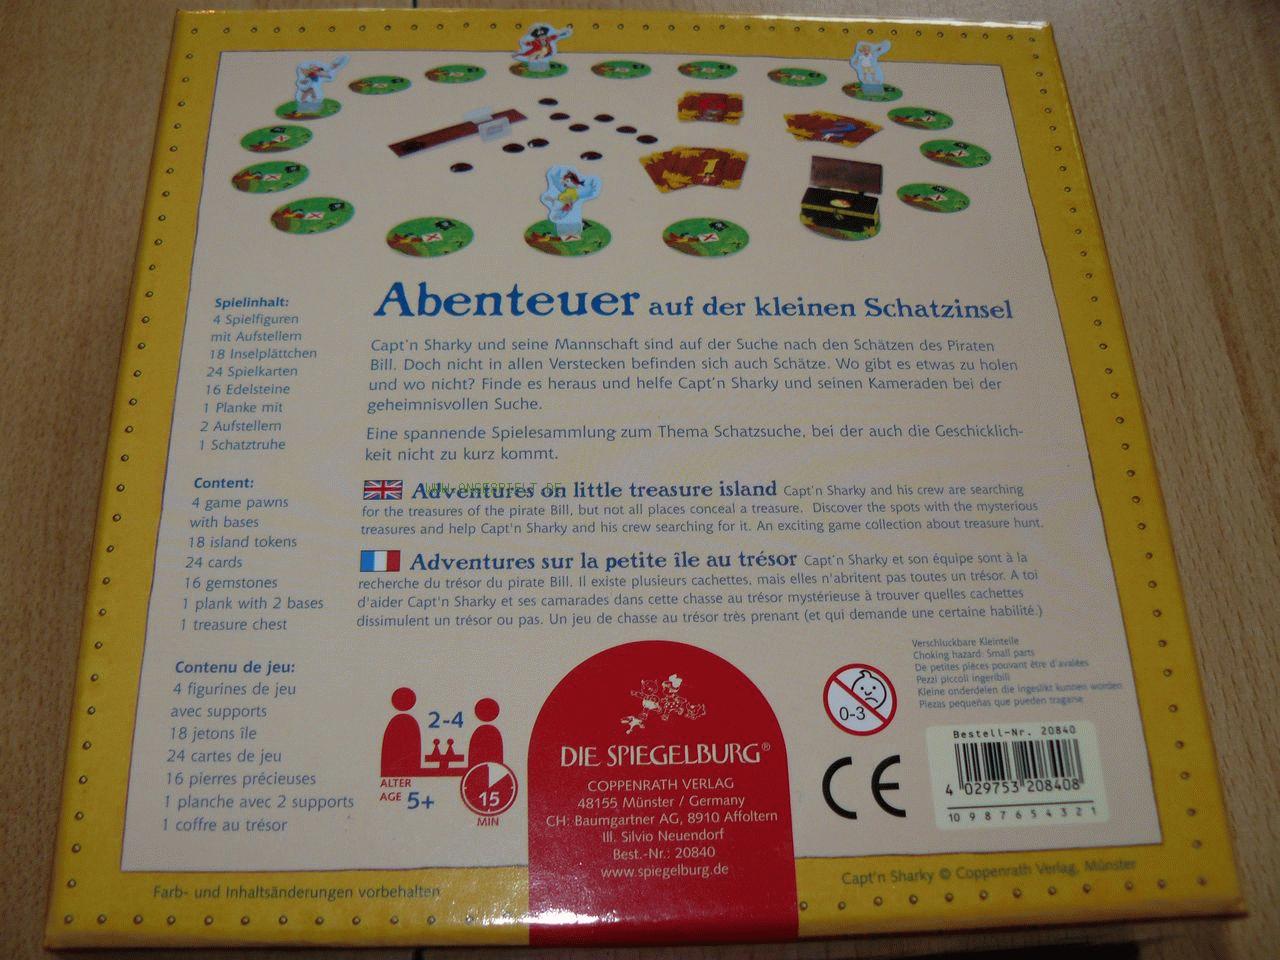 Abenteuer auf der kleinen Schatzinsel
Capt'n Sharky und seine Mannschaft sind auf der Suche nach den Schätzen des Piraten
Bill. Doch nicht in allen Verstecken befinden sich auch Schätze. Wo gibt es etwas zu holen
und wo nicht? Finde es heraus und helfe Capt'n Sharky und seinen Kameraden bei der
geheimnisvollen Suche.
Eine spannende Spielesammlung zum Thema Schatzsuche, bei der auch die Geschicklich-
keit nicht zu kurz kommt.
WWW.ANGESPIELT.DE
Adventures on little treasure island Capt'n Sharky and his crew are searching
for the treasures of the pirate Bill, but not all places conceal a treasure. Discover the spots with the mysterious
treasures and help Capt'n Sharky and his crew searching for it. An exciting game collection about treasure hunt.
Adventures sur la petite île au trésor Capt'n Sharky et son équipe sont à la
recherche du trésor du pirate Bill. Il existe plusieurs cachettes, mais elles n'abritent pas toutes un trésor. A toi
d'aider Capt'n Sharky et ses camarades dans cette chasse au trésor mystérieuse à trouver quelles cachettes
dissimulent un trésor ou pas. Un jeu de chasse au trésor très prenant (et qui demande une certaine habilité.)
Spielinhalt:
4 Spielfiguren
mit Aufstellern
18 Inselplättchen
24 Spielkarten
16 Edelsteine
1 Planke mit
2 Aufstellern
1 Schatztruhe
Content:
4 game pawns
with bases
18 island tokens
24 cards
16 gemstones
1 plank with 2 bases
1 treasure chest
Contenu de jeu:
4 figurines de jeu
avec supports
18 jetons île
24 cartes de jeu
16 pierres précieuses
1 planche avec 2 supports
1 coffre au trésor
2-4
ALTER
AGE 5+
15
MIN
DIE SPIEGELBURG®
COPPENRATH VERLAG
48155 Münster / Germany
CH: Baumgartner AG, 8910 Affoltern
Ill. Silvio Neuendorf
Best.-Nr.: 20840
www.spiegelburg.de
0-3
Verschluckbare Kleinteile
Choking hazard: Small parts
De petites pièces pouvant être d'avalées
Pezzi piccoli ingeribili
Kleine onderdelen die ingeslikt kunnen worden
Piezas pequeñas que pueden tragarse
CE
Bestell-Nr. 20840
4 029753 208408
10 9 8 7 6 5 4 3 2 1
Farb- und Inhaltsänderungen vorbehalten
Capt'n Sharky © Coppenrath Verlag, Münster
1